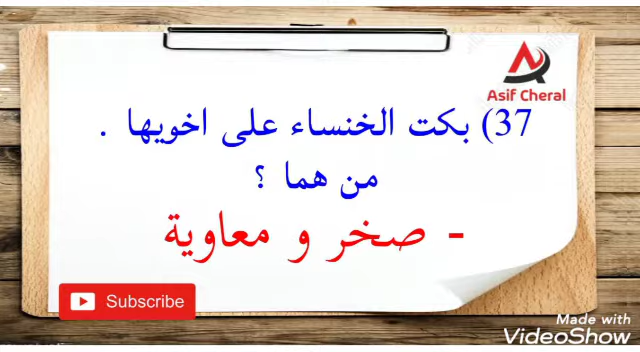 Asif Cheral
37) بكت الخنساء على اخويها .
من هما ؟
- صخر و معاوية
Subscribe
Made with
VideoShow